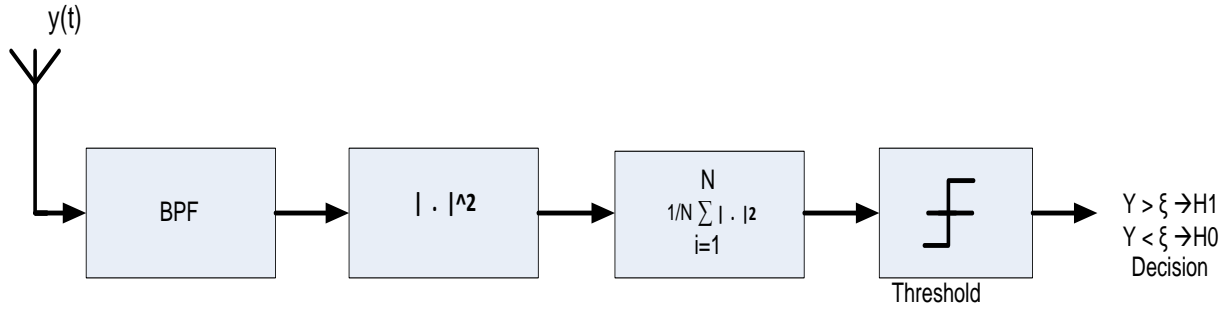 y(t)
BPF
| . |^2
N
1/N ∑ | . |2
i=1
Threshold
Y > ξ →H1
Y < ξ →H0
Decision